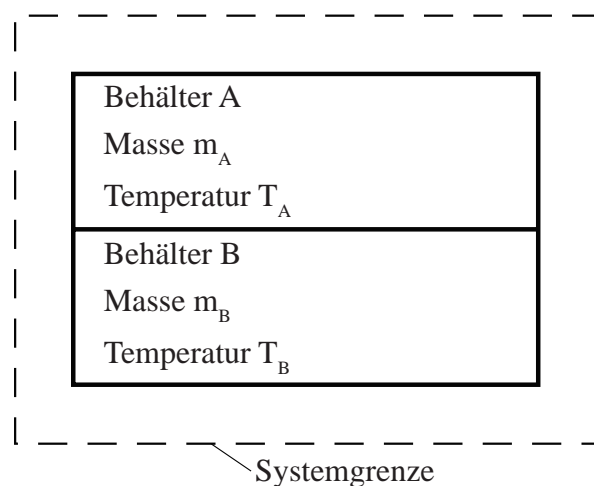 Behälter A
Masse m_A
Temperatur T_A
Behälter B
Masse m_B
Temperatur T_B
Systemgrenze